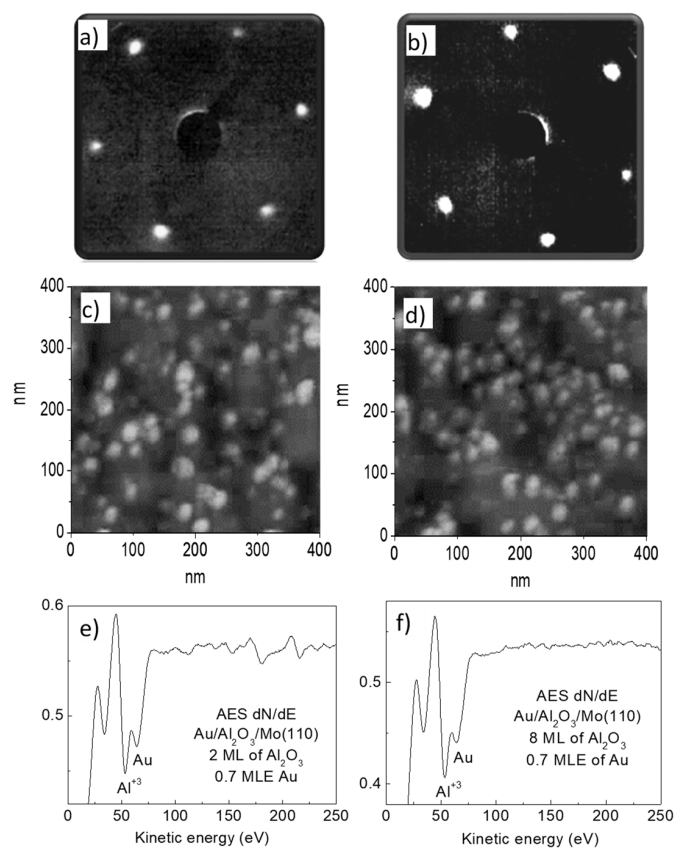 a)
b)
c)
400
300
200
100
0
nm
0
100
200
300
400
nm
d)
400
300
200
100
0
nm
0
100
200
300
400
nm
e)
0.6
0.5
AES dN/dE
Au/Al2O3/Mo(110)
2 ML of Al2O3
0.7 MLE Au
Au
Al+3
0
50
100
150
200
250
Kinetic energy (eV)
f)
0.5
0.4
AES dN/dE
Au/Al2O3/Mo(110)
8 ML of Al2O3
0.7 MLE of Au
Au
Al+3
0
50
100
150
200
250
Kinetic energy (eV)